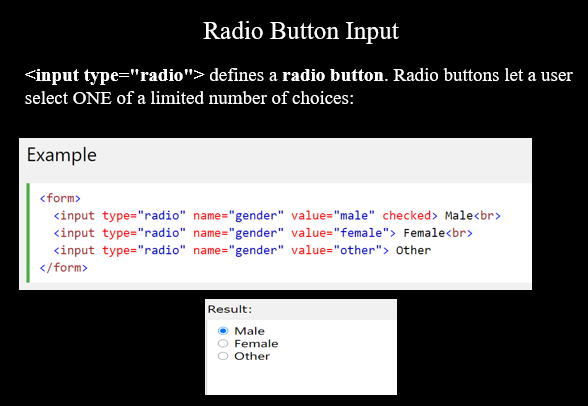 Radio Button Input
<input type="radio"> defines a radio button. Radio buttons let a user
select ONE of a limited number of choices:
Example
<form>
<input type="radio" name="gender" value="male" checked> Male<br>
<input type="radio" name="gender" value="female"> Female<br>
<input type="radio" name="gender" value="other"> Other
</form>
Result:
Male
Female
Other